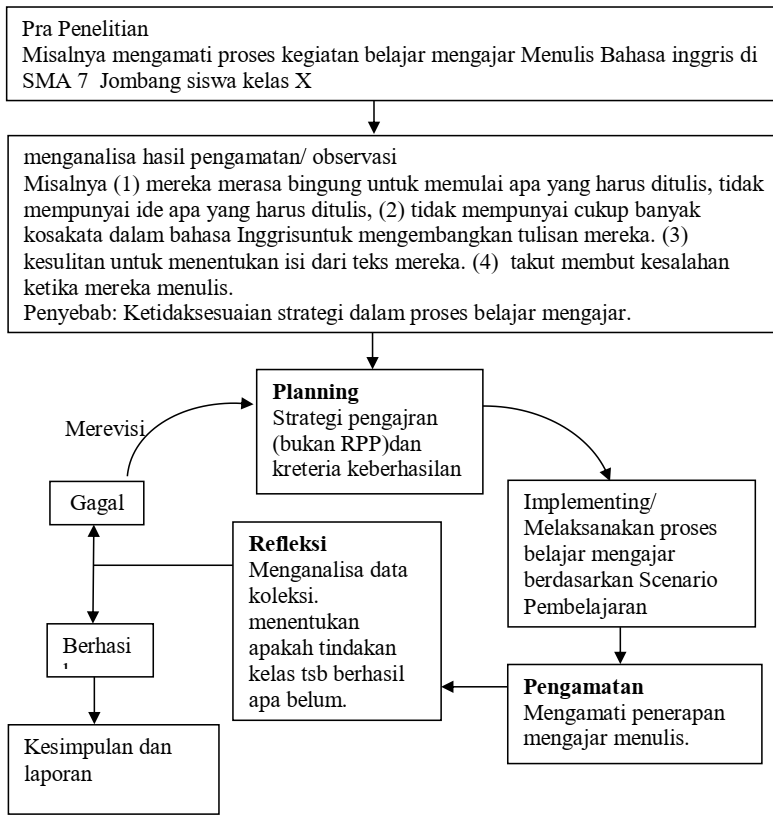 Pra Penelitian
Misalnya mengamati proses kegiatan belajar mengajar Menulis Bahasa inggris di
SMA 7  Jombang siswa kelas X
menganalisa hasil pengamatan/ observasi
Misalnya (1) mereka merasa bingung untuk memulai apa yang harus ditulis, tidak
mempunyai ide apa yang harus ditulis, (2) tidak mempunyai cukup banyak
kosakata dalam bahasa Inggrisuntuk mengembangkan tulisan mereka. (3)
kesulitan untuk menentukan isi dari teks mereka. (4)  takut membut kesalahan
ketika mereka menulis.
Penyebab: Ketidaksesuaian strategi dalam proses belajar mengajar.
Planning
Strategi pengajran
(bukan RPP)dan
kreteria keberhasilan
Merevisi
Gagal
Implementing/
Melaksanakan proses
belajar mengajar
berdasarkan Scenario
Pembelajaran
Refleksi
Menganalisa data
koleksi.
menentukan
apakah tindakan
kelas tsb berhasil
apa belum.
Berhasi
Pengamatan
Mengamati penerapan
mengajar menulis.
Kesimpulan dan
laporan